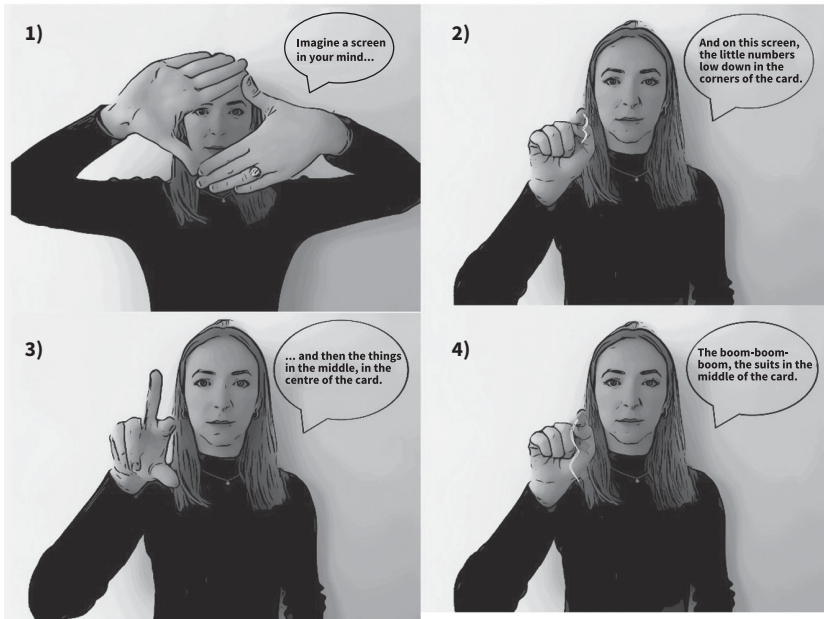 1)
Imagine a screen
in your mind...
2)
And on this screen,
the little numbers
low down in the
corners of the card.
3)
... and then the things
in the middle, in the
centre of the card.
4)
The boom-boom-
boom, the suits in the
middle of the card.